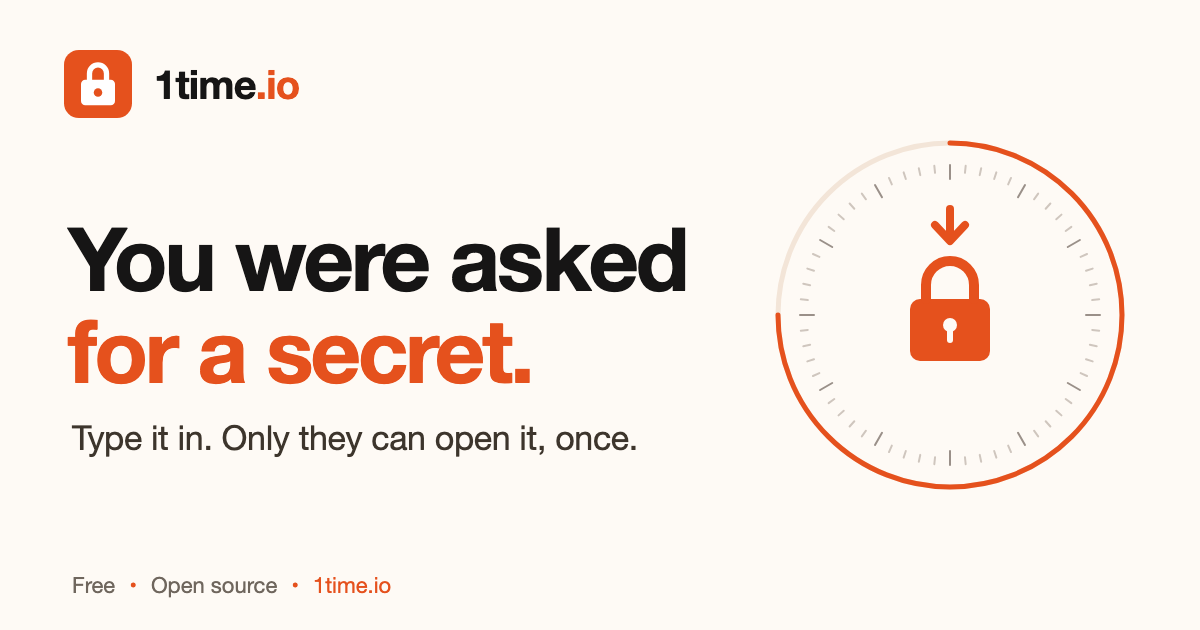 1time.io
You were asked
for a secret.
Type it in. Only they can open it, once.
Free • Open source • 1time.io